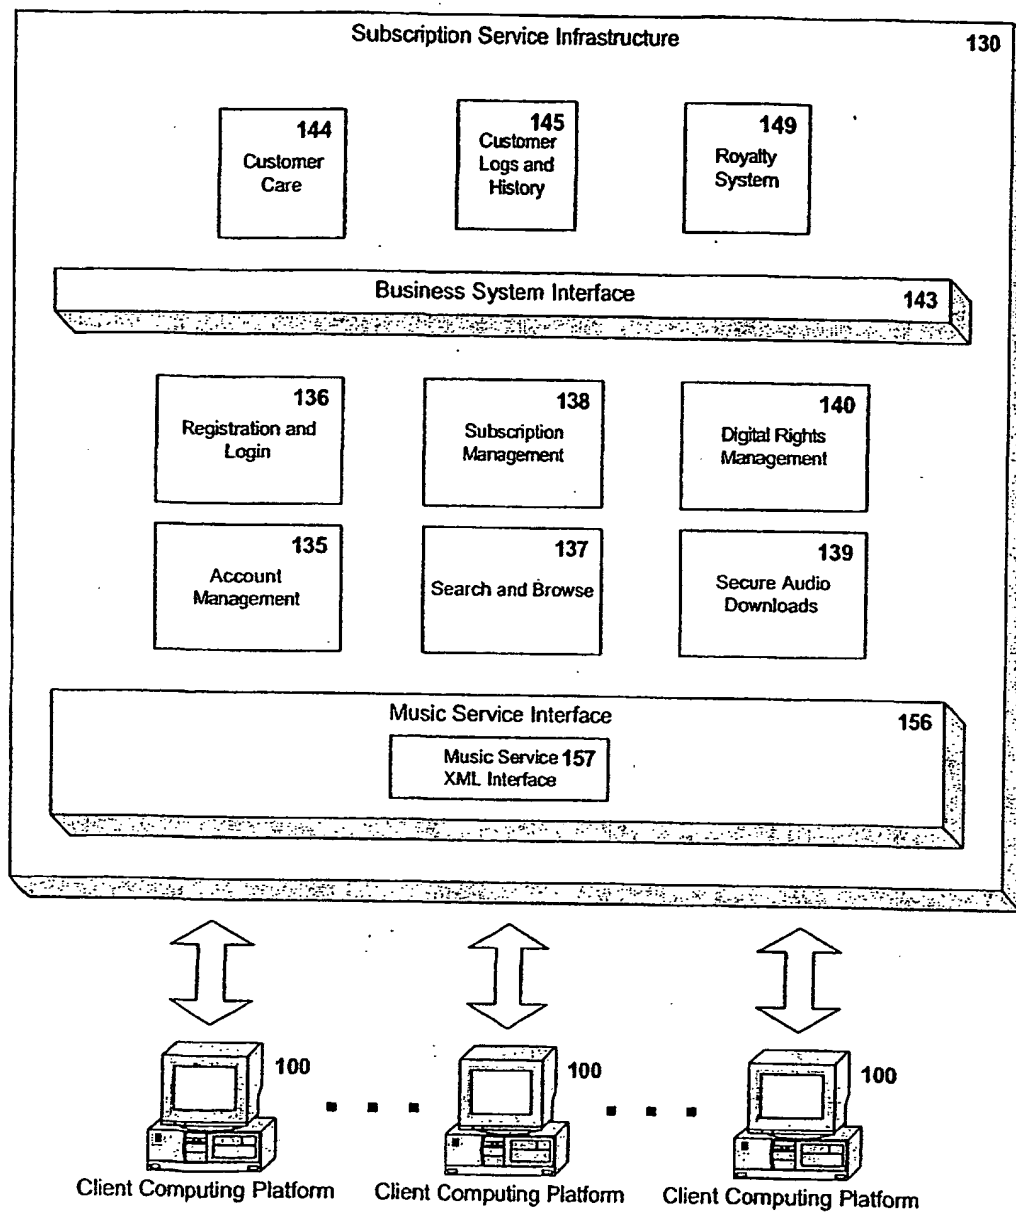 Subscription Service Infrastructure
130
144
Customer
Care
145
Customer
Logs and
History
149
Royalty
System
Business System Interface
143
136
Registration and
Login
138
Subscription
Management
140
Digital Rights
Management
135
Account
Management
137
Search and Browse
139
Secure Audio
Downloads
Music Service Interface
156
Music Service 157
XML Interface
100
100
100
Client Computing Platform
Client Computing Platform
Client Computing Platform